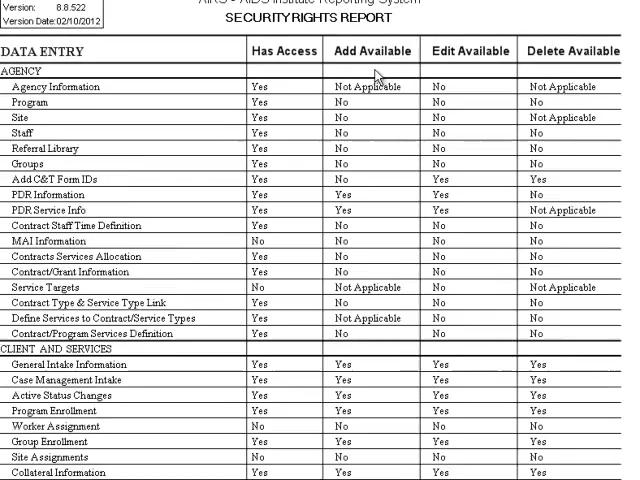 Version: 8.8.522
AIRS - AIDS Institute Reporting System
Version Date:02/10/2012
SECURITY RIGHTS REPORT
DATA ENTRY Has Access Add Available Edit Available Delete Available
AGENCY
Agency Information Yes Not Applicable No Not Applicable
Program Yes No No No
Site Yes No No Not Applicable
Staff Yes No No No
Referral Library Yes No No No
Groups Yes No No No
Add C&T Form IDs Yes No Yes Yes
PDR Information Yes Yes Yes No
PDR Service Info Yes Yes Yes Not Applicable
Contract Staff Time Definition Yes No No No
MAI Information No No No No
Contracts Services Allocation Yes No No No
Contract/Grant Information Yes No No No
Service Targets No Not Applicable No Not Applicable
Contract Type & Service Type Link Yes No No No
Define Services to Contract/Service Types Yes Not Applicable No No
Contract/Program Services Definition Yes No No No
CLIENT AND SERVICES
General Intake Information Yes Yes Yes Yes
Case Management Intake Yes Yes Yes Yes
Active Status Changes Yes Yes Yes Yes
Program Enrollment Yes Yes Yes Yes
Worker Assignment No No No No
Group Enrollment Yes Yes Yes Yes
Site Assignments No No No No
Collateral Information Yes Yes Yes Yes